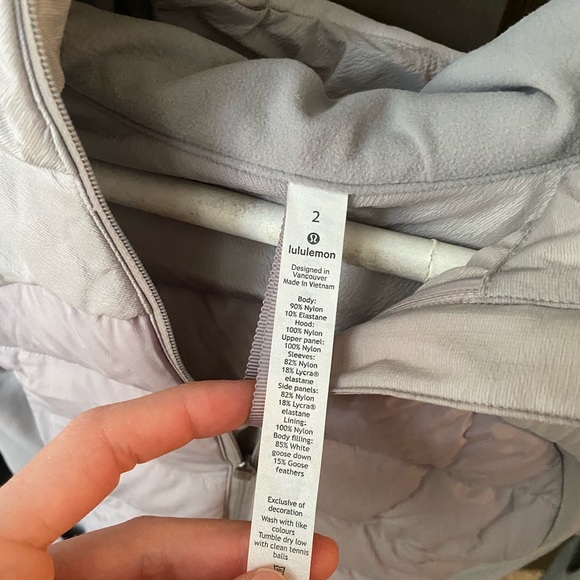 2
lululemon
Designed in
Vancouver
Made In Vietnam
Body:
90% Nylon
10% Elastane
Hood:
100% Nylon
Upper panel:
100% Nylon
Sleeves:
82% Nylon
18% Lycra®
elastane
Side panels:
82% Nylon
18% Lycra®
elastane
Lining:
100% Nylon
Body filling:
85% White
goose down
15% Goose
feathers
Exclusive of
decoration
Wash with like
colours
Tumble dry low
with clean tennis
balls